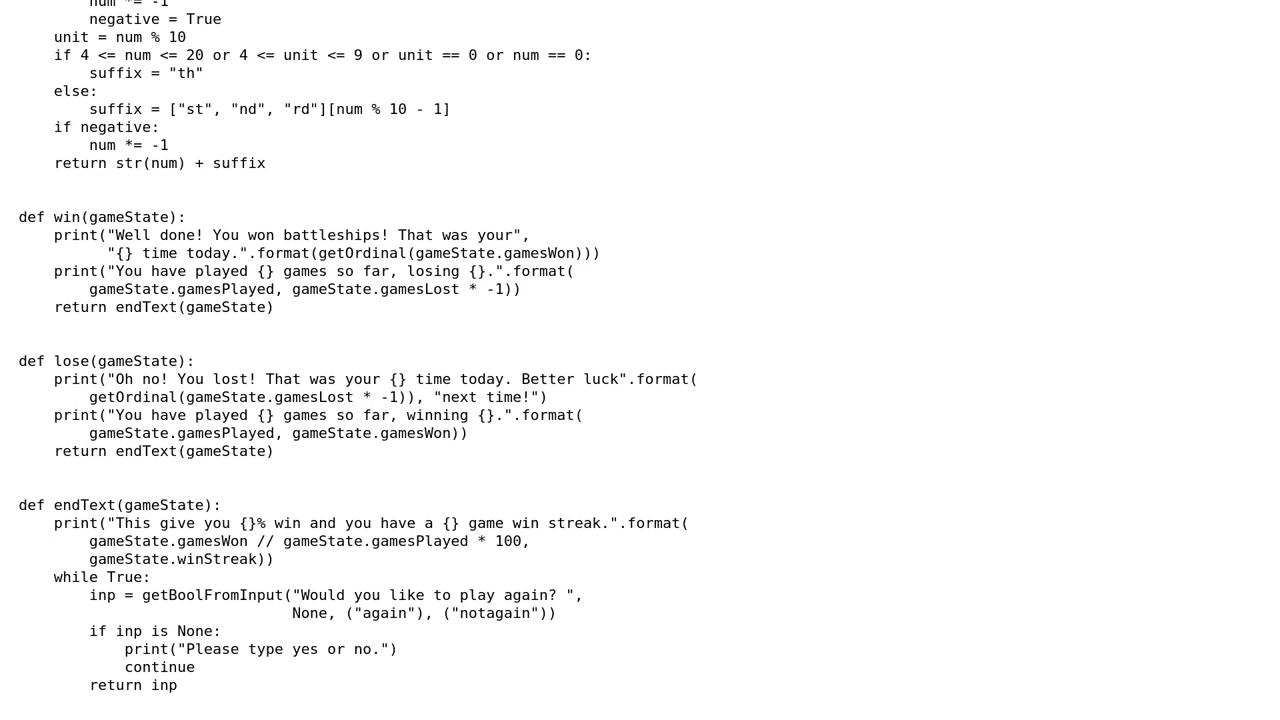 num *= -1
        negative = True
    unit = num % 10
    if 4 <= num <= 20 or 4 <= unit <= 9 or unit == 0 or num == 0:
        suffix = "th"
    else:
        suffix = ["st", "nd", "rd"][num % 10 - 1]
    if negative:
        num *= -1
    return str(num) + suffix


def win(gameState):
    print("Well done! You won battleships! That was your",
          "{} time today.".format(getOrdinal(gameState.gamesWon)))
    print("You have played {} games so far, losing {}.".format(
        gameState.gamesPlayed, gameState.gamesLost * -1))
    return endText(gameState)


def lose(gameState):
    print("Oh no! You lost! That was your {} time today. Better luck".format(
        getOrdinal(gameState.gamesLost * -1)), "next time!")
    print("You have played {} games so far, winning {}.".format(
        gameState.gamesPlayed, gameState.gamesWon))
    return endText(gameState)


def endText(gameState):
    print("This give you {}% win and you have a {} game win streak.".format(
        gameState.gamesWon // gameState.gamesPlayed * 100,
        gameState.winStreak))
    while True:
        inp = getBoolFromInput("Would you like to play again? ",
                               None, ("again"), ("notagain"))
        if inp is None:
            print("Please type yes or no.")
            continue
        return inp